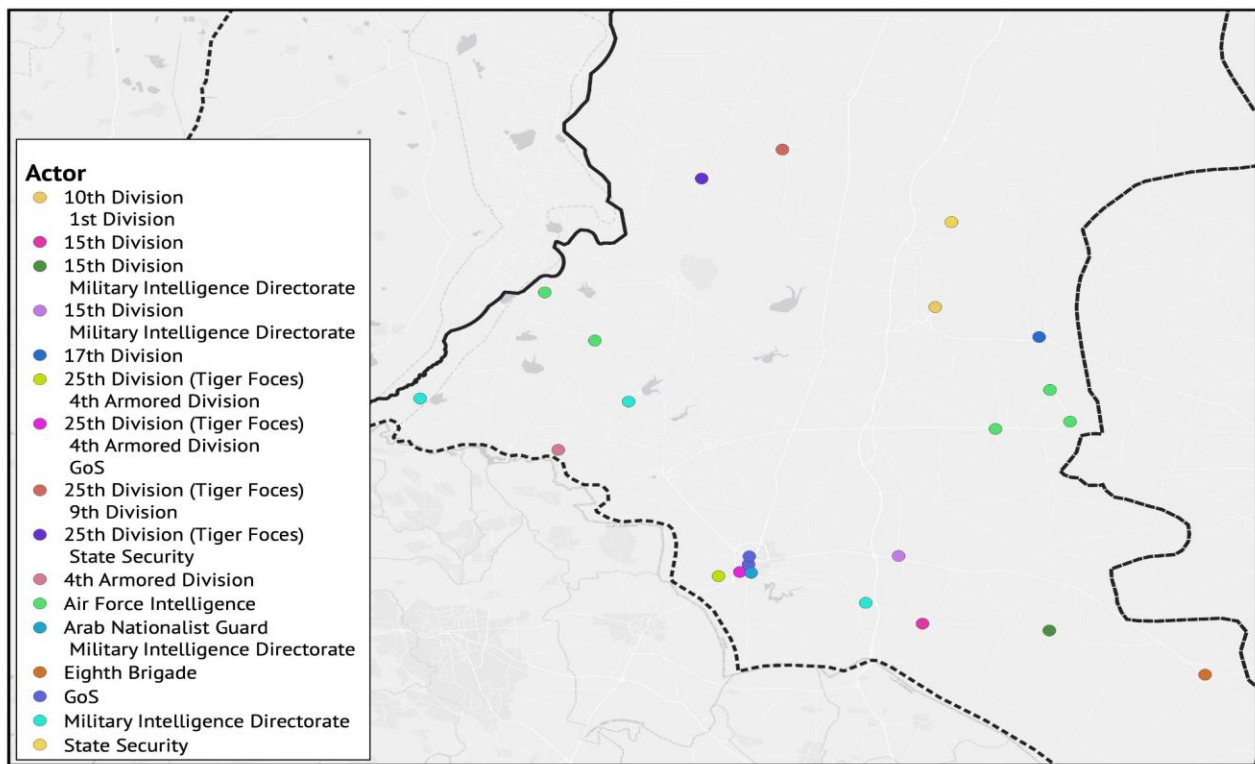 Actor
10th Division
1st Division
15th Division
15th Division
Military Intelligence Directorate
15th Division
Military Intelligence Directorate
17th Division
25th Division (Tiger Foces)
4th Armored Division
25th Division (Tiger Foces)
4th Armored Division
GoS
25th Division (Tiger Foces)
9th Division
25th Division (Tiger Foces)
State Security
4th Armored Division
Air Force Intelligence
Arab Nationalist Guard
Military Intelligence Directorate
Eighth Brigade
GoS
Military Intelligence Directorate
State Security